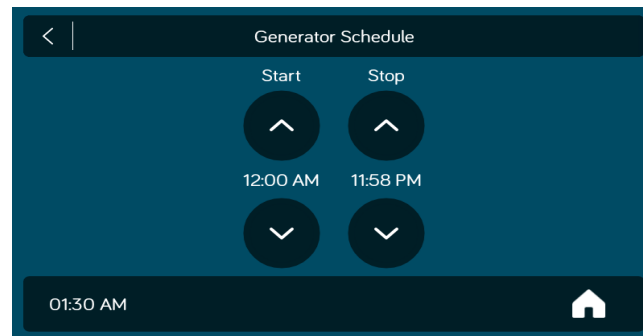 Generator Schedule
Start Stop
12:00 AM 11:58 PM
01:30 AM